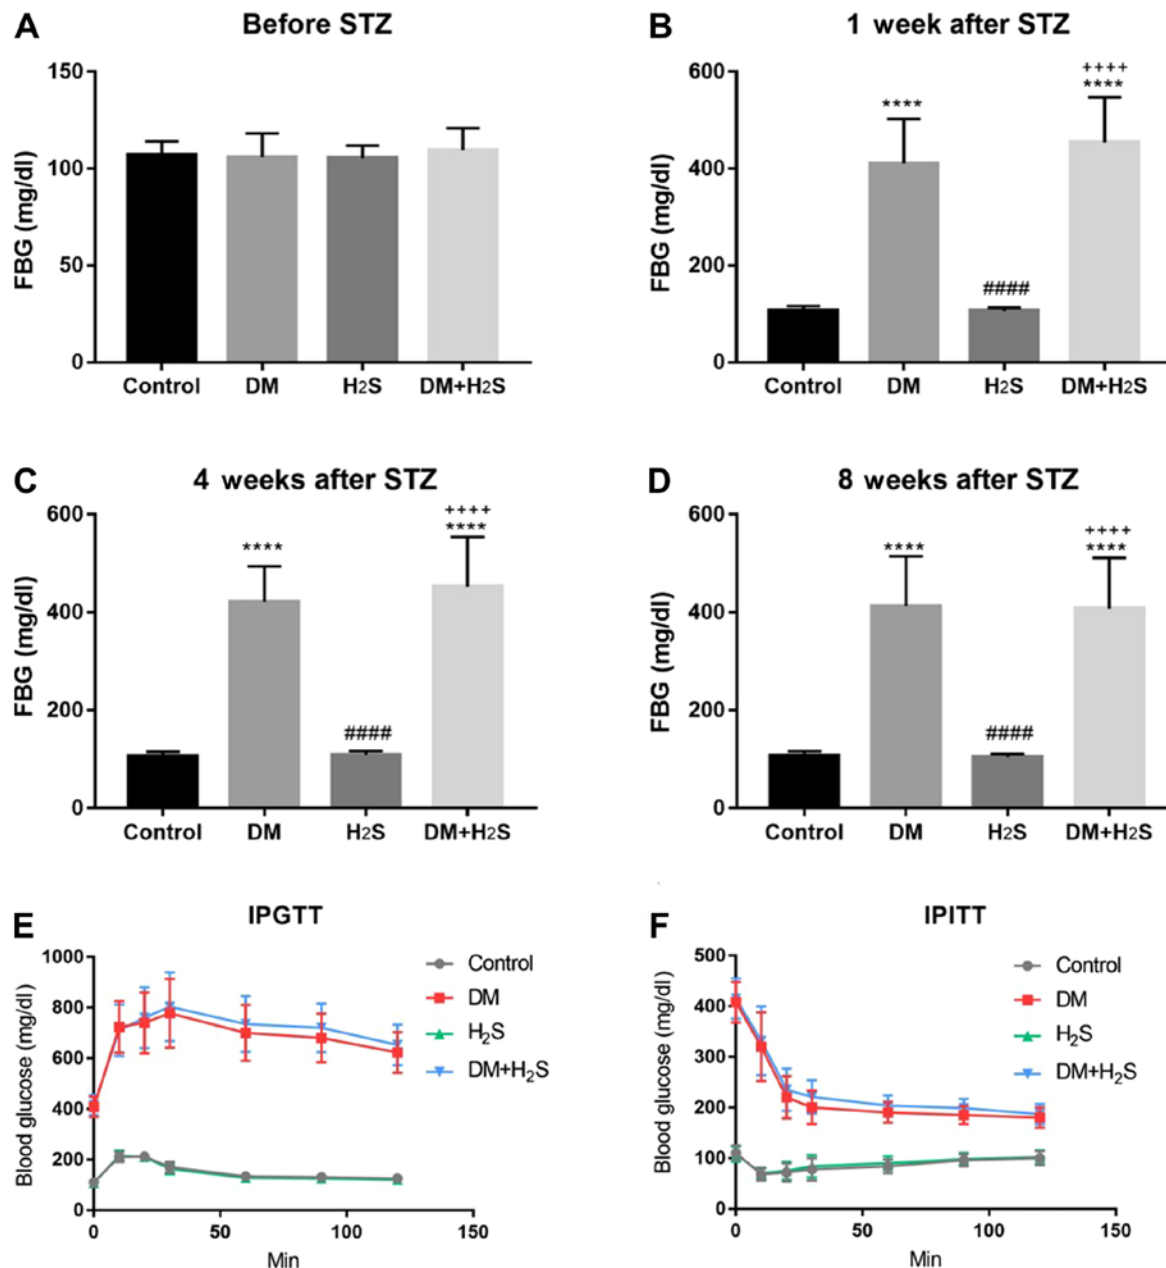 A
Before STZ
150
100
50
0
FBG (mg/dl)
Control DM H2S DM+H2S
B
1 week after STZ
600
400
200
0
FBG (mg/dl)
****
####
++++
****
Control DM H2S DM+H2S
C
4 weeks after STZ
600
400
200
0
FBG (mg/dl)
****
####
++++
****
Control DM H2S DM+H2S
D
8 weeks after STZ
600
400
200
0
FBG (mg/dl)
****
####
++++
****
Control DM H2S DM+H2S
E
IPGTT
1000
800
600
400
200
0
Blood glucose (mg/dl)
0 50 100 150
Min
Control
DM
H₂S
DM+H₂S
F
IPITT
500
400
300
200
100
0
Blood glucose (mg/dl)
0 50 100 150
Min
Control
DM
H₂S
DM+H₂S